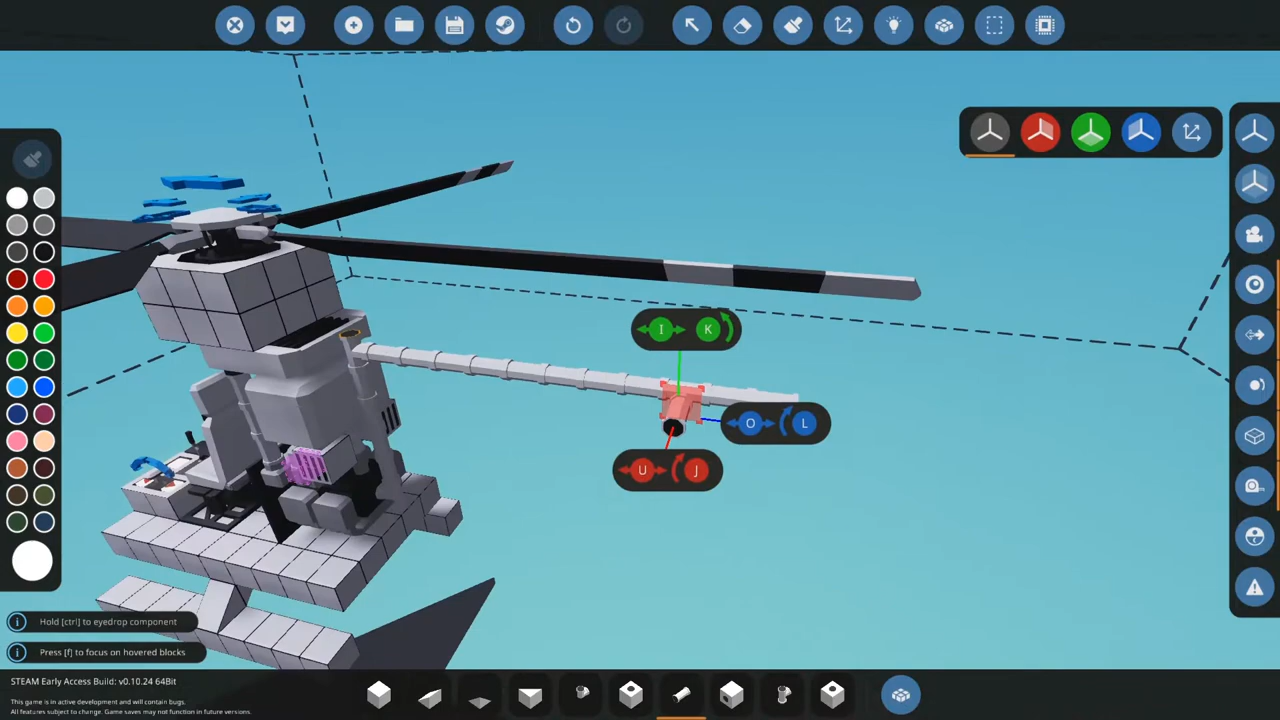 I K
O L
U J
Hold [ctrl] to eyedrop component
Press [f] to focus on hovered blocks
STEAM Early Access Build: v0.10.24 64Bit
This game is in active development and will contain bugs.
All features subject to change. Game saves may not function in future versions.